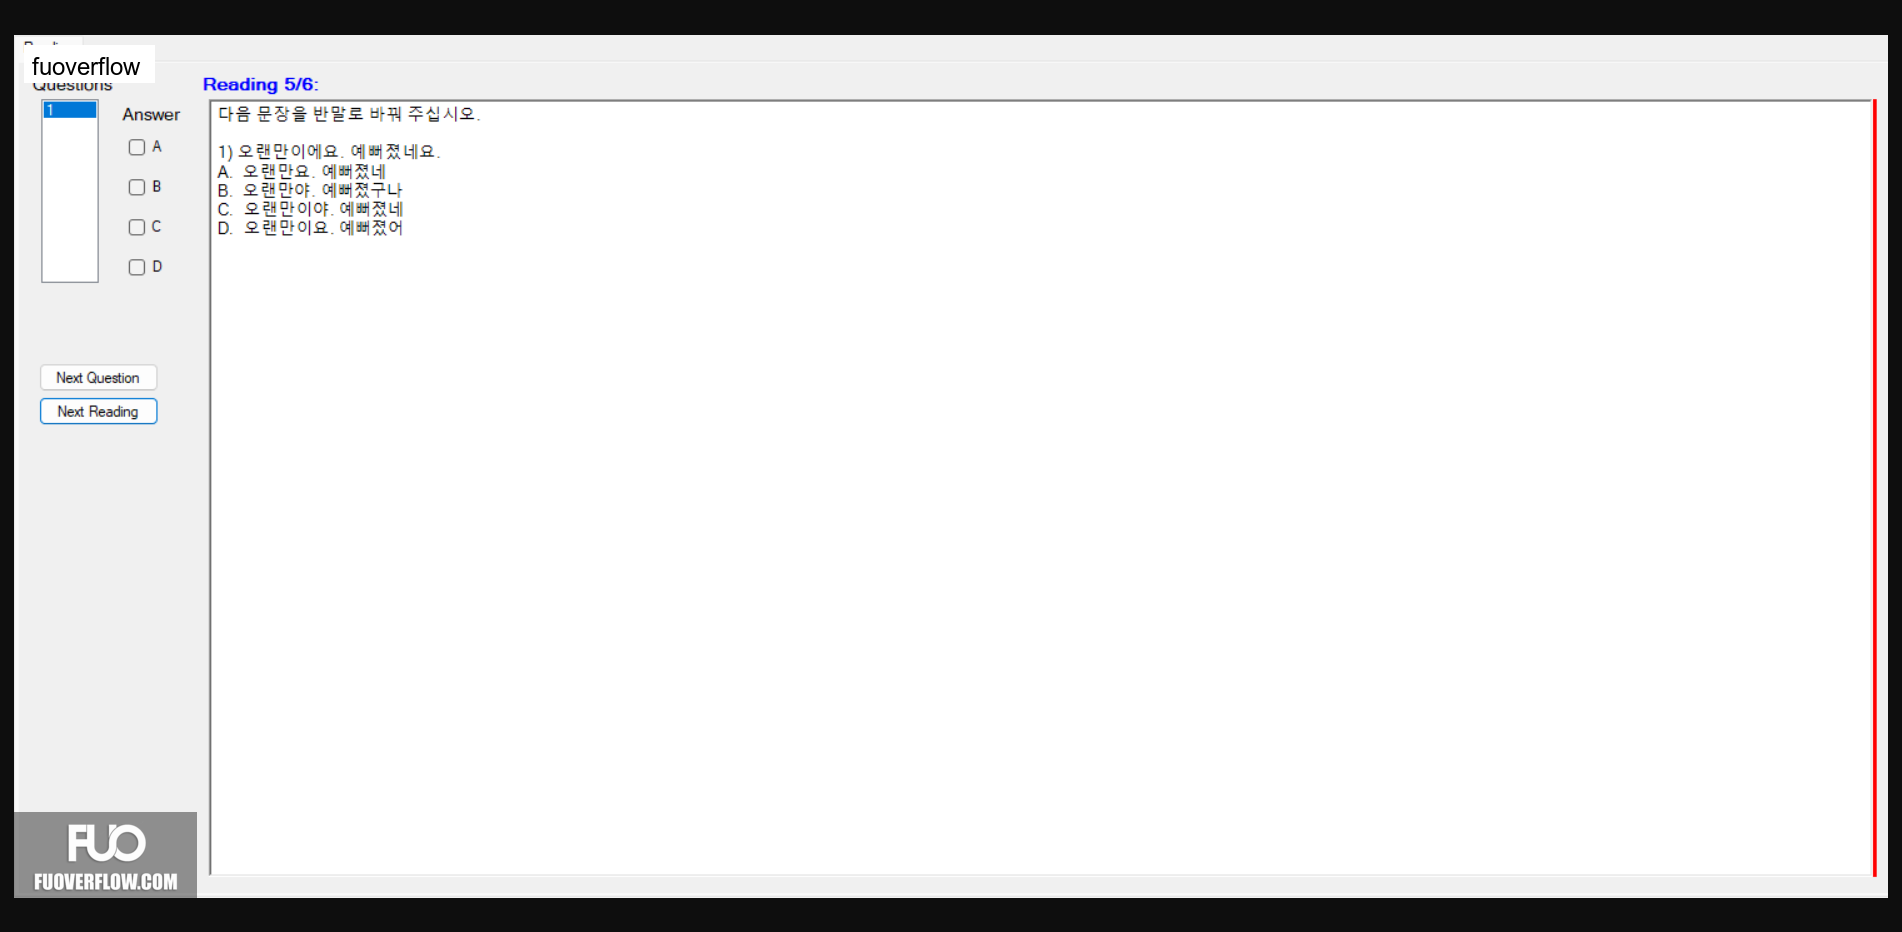 fuoverflow
Questions
Reading 5/6:
1
Answer
A
B
C
D
다음 문장을 반말로 바꿔 주십시오.
1) 오랜만이에요. 예뻐졌네요.
A. 오랜만요. 예뻐졌네
B. 오랜만야. 예뻐졌구나
C. 오랜만이야. 예뻐졌네
D. 오랜만이요. 예뻐졌어
Next Question
Next Reading
FUO
FUOVERFLOW.COM